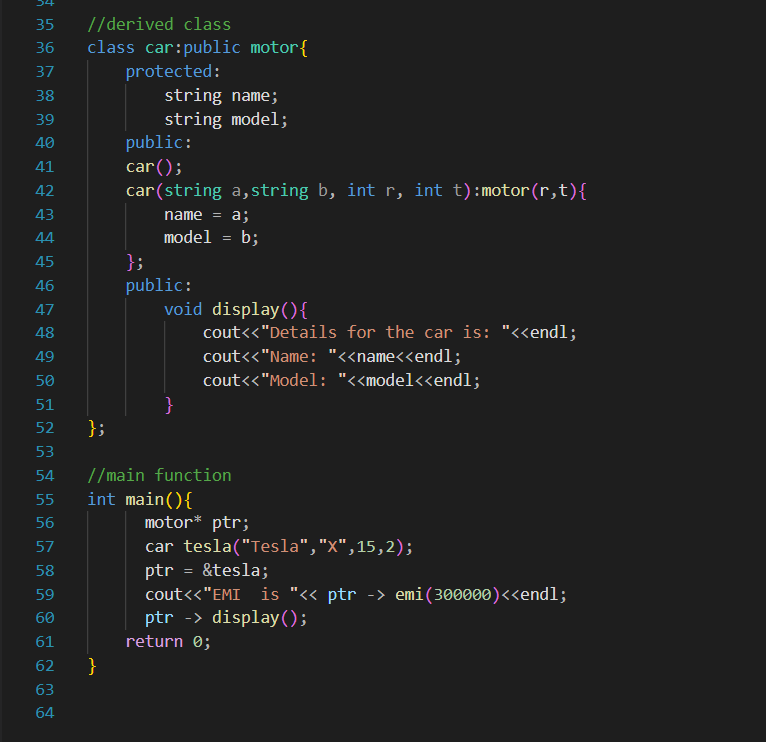 34
35 //derived class
36 class car:public motor{
37     protected:
38         string name;
39         string model;
40     public:
41     car();
42     car(string a,string b, int r, int t):motor(r,t){
43         name = a;
44         model = b;
45     };
46     public:
47         void display(){
48             cout<<"Details for the car is: "<<endl;
49             cout<<"Name: "<<name<<endl;
50             cout<<"Model: "<<model<<endl;
51         }
52 };
53
54 //main function
55 int main(){
56       motor* ptr;
57       car tesla("Tesla","X",15,2);
58       ptr = &tesla;
59       cout<<"EMI  is "<< ptr -> emi(300000)<<endl;
60       ptr -> display();
61     return 0;
62 }
63
64